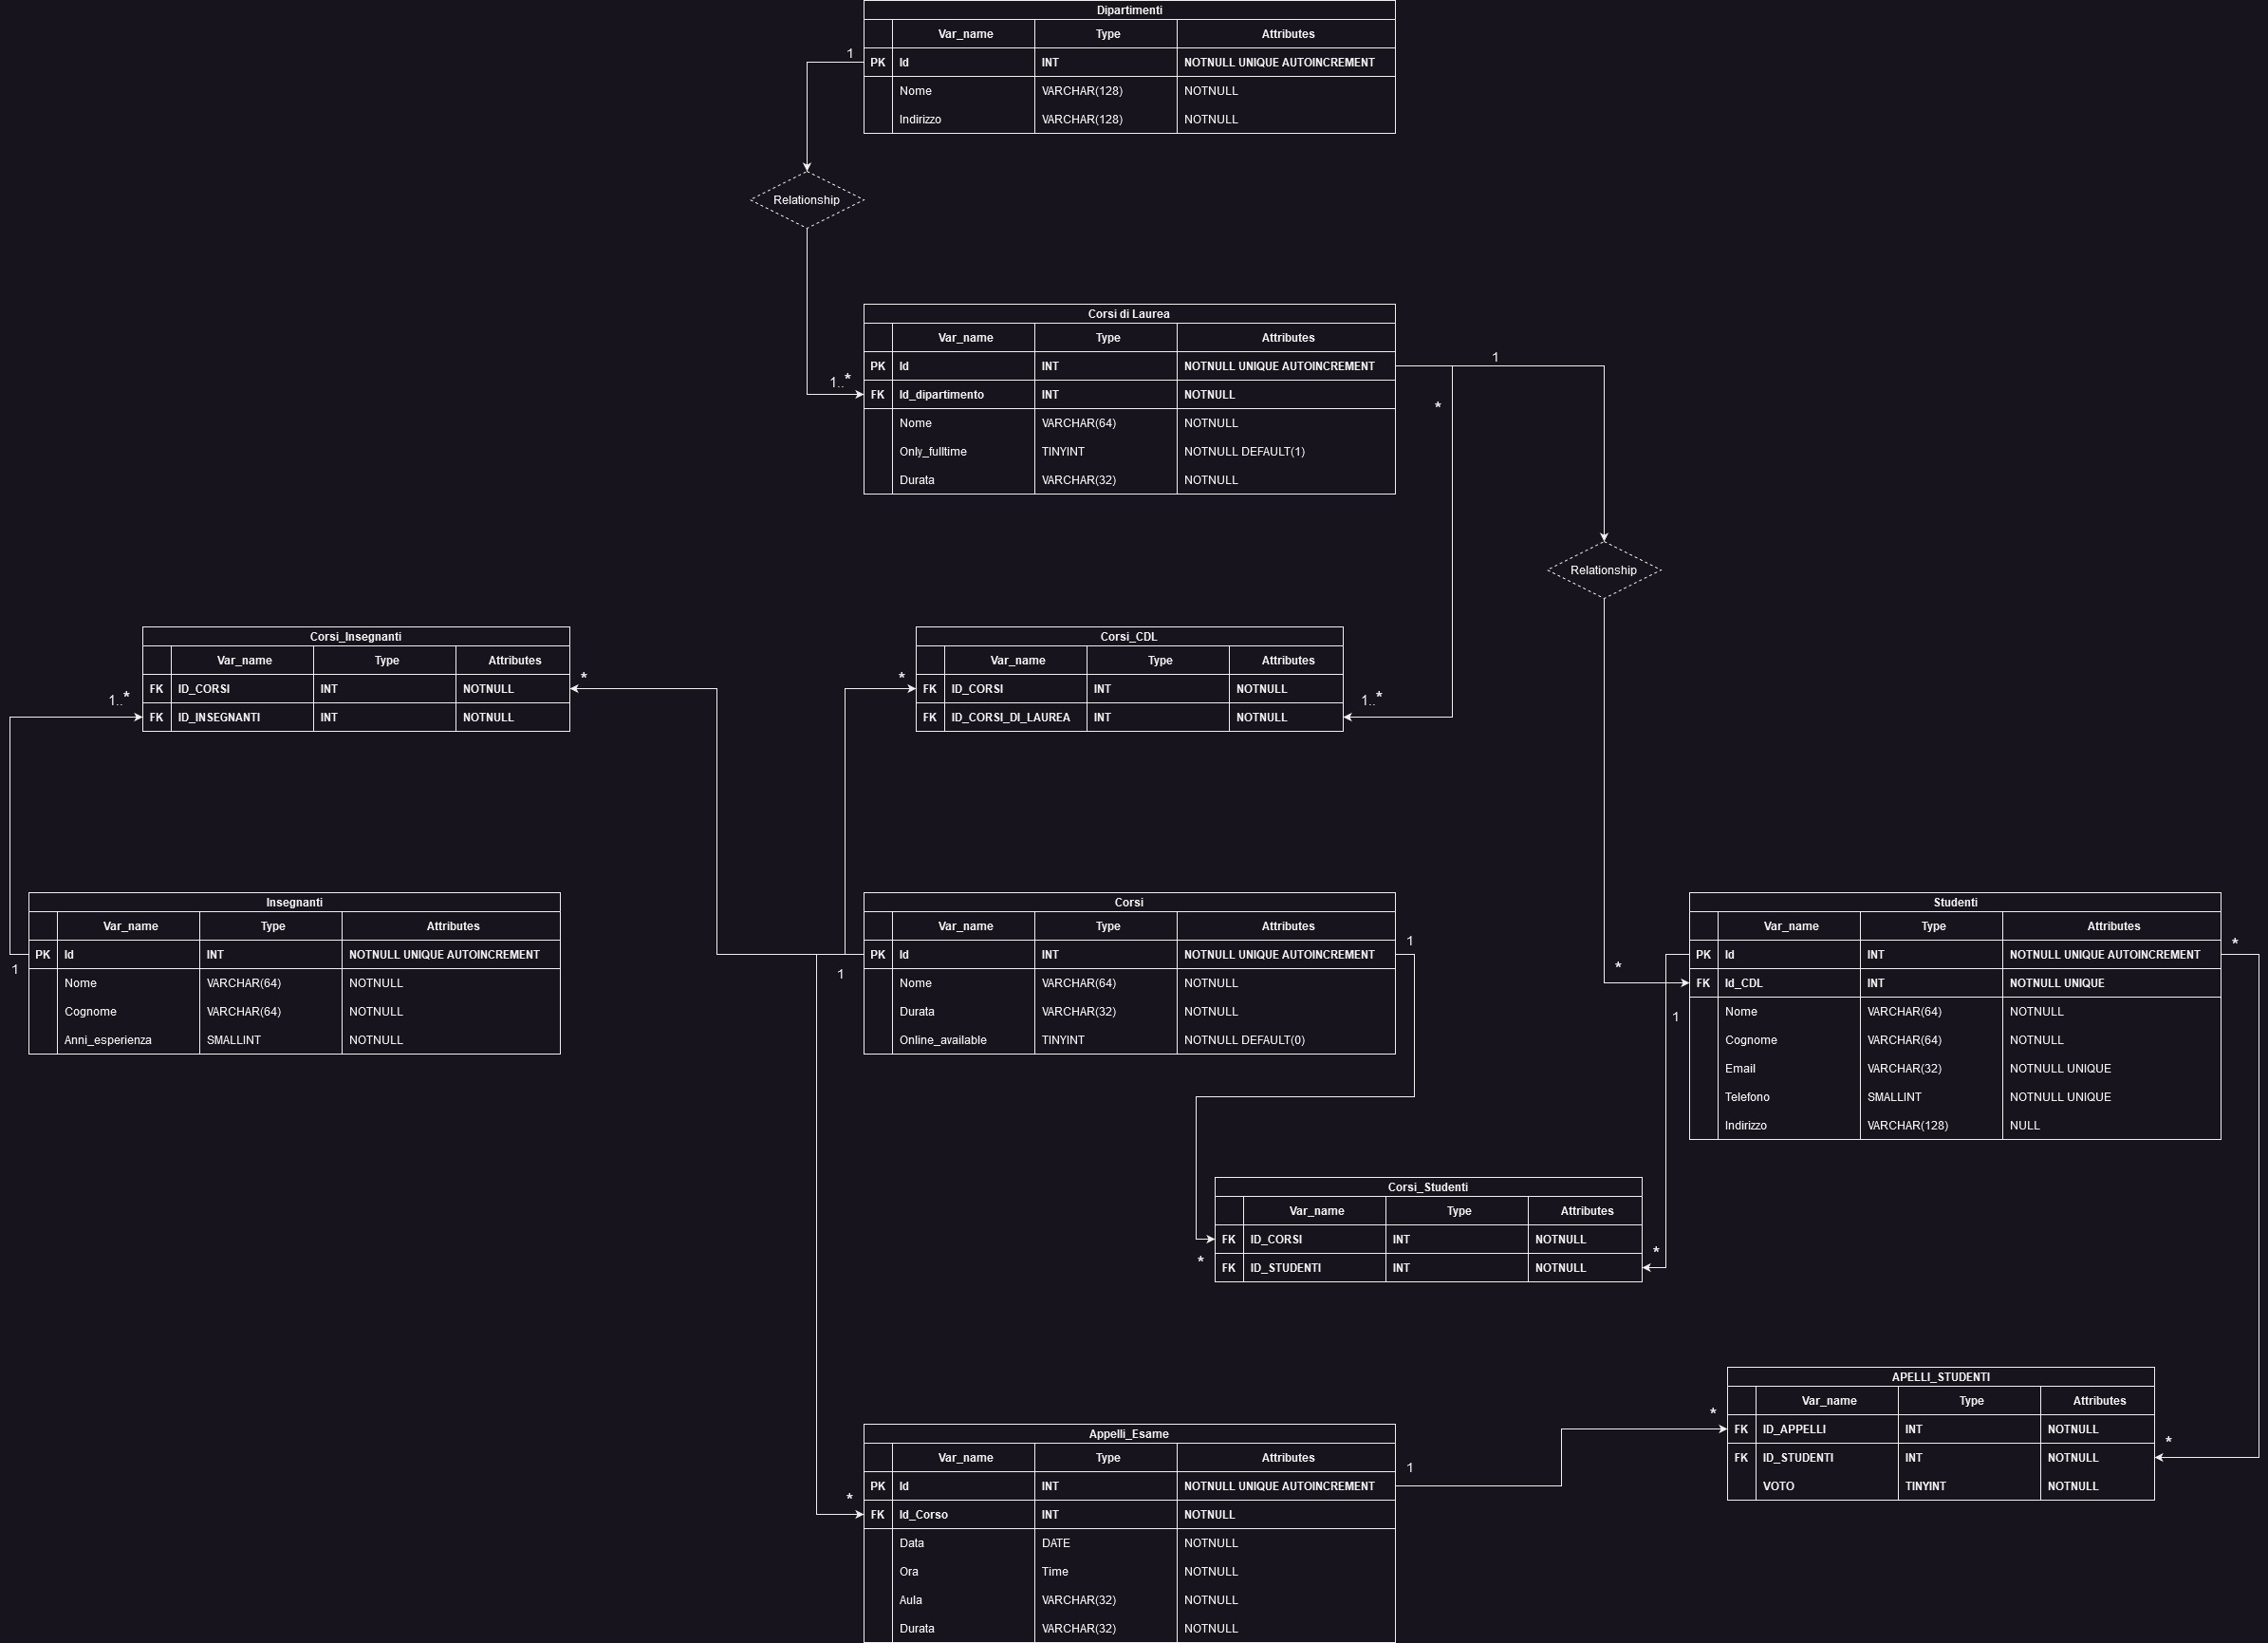 Dipartimenti
Var_name Type Attributes
1
PK Id INT NOTNULL UNIQUE AUTOINCREMENT
Nome VARCHAR(128) NOTNULL
Indirizzo VARCHAR(128) NOTNULL
Relationship
Corsi di Laurea
Var_name Type Attributes
PK Id INT NOTNULL UNIQUE AUTOINCREMENT
1
1..*
FK Id_dipartimento INT NOTNULL
*
Nome VARCHAR(64) NOTNULL
Only_fulltime TINYINT NOTNULL DEFAULT(1)
Durata VARCHAR(32) NOTNULL
Relationship
Corsi_Insegnanti
Var_name Type Attributes
FK ID_CORSI INT NOTNULL
*
1..*
FK ID_INSEGNANTI INT NOTNULL
Corsi_CDL
Var_name Type Attributes
*
FK ID_CORSI INT NOTNULL
1..*
FK ID_CORSI_DI_LAUREA INT NOTNULL
Insegnanti
Var_name Type Attributes
PK Id INT NOTNULL UNIQUE AUTOINCREMENT
1
Nome VARCHAR(64) NOTNULL
Cognome VARCHAR(64) NOTNULL
Anni_esperienza SMALLINT NOTNULL
Corsi
Var_name Type Attributes
1
PK Id INT NOTNULL UNIQUE AUTOINCREMENT
1
Nome VARCHAR(64) NOTNULL
Durata VARCHAR(32) NOTNULL
Online_available TINYINT NOTNULL DEFAULT(0)
Studenti
Var_name Type Attributes
*
PK Id INT NOTNULL UNIQUE AUTOINCREMENT
*
FK Id_CDL INT NOTNULL UNIQUE
1
Nome VARCHAR(64) NOTNULL
Cognome VARCHAR(64) NOTNULL
Email VARCHAR(32) NOTNULL UNIQUE
Telefono SMALLINT NOTNULL UNIQUE
Indirizzo VARCHAR(128) NULL
Corsi_Studenti
Var_name Type Attributes
FK ID_CORSI INT NOTNULL
*
*
FK ID_STUDENTI INT NOTNULL
APELLI_STUDENTI
Var_name Type Attributes
*
FK ID_APPELLI INT NOTNULL
*
FK ID_STUDENTI INT NOTNULL
VOTO TINYINT NOTNULL
Appelli_Esame
Var_name Type Attributes
1
PK Id INT NOTNULL UNIQUE AUTOINCREMENT
*
FK Id_Corso INT NOTNULL
Data DATE NOTNULL
Ora Time NOTNULL
Aula VARCHAR(32) NOTNULL
Durata VARCHAR(32) NOTNULL